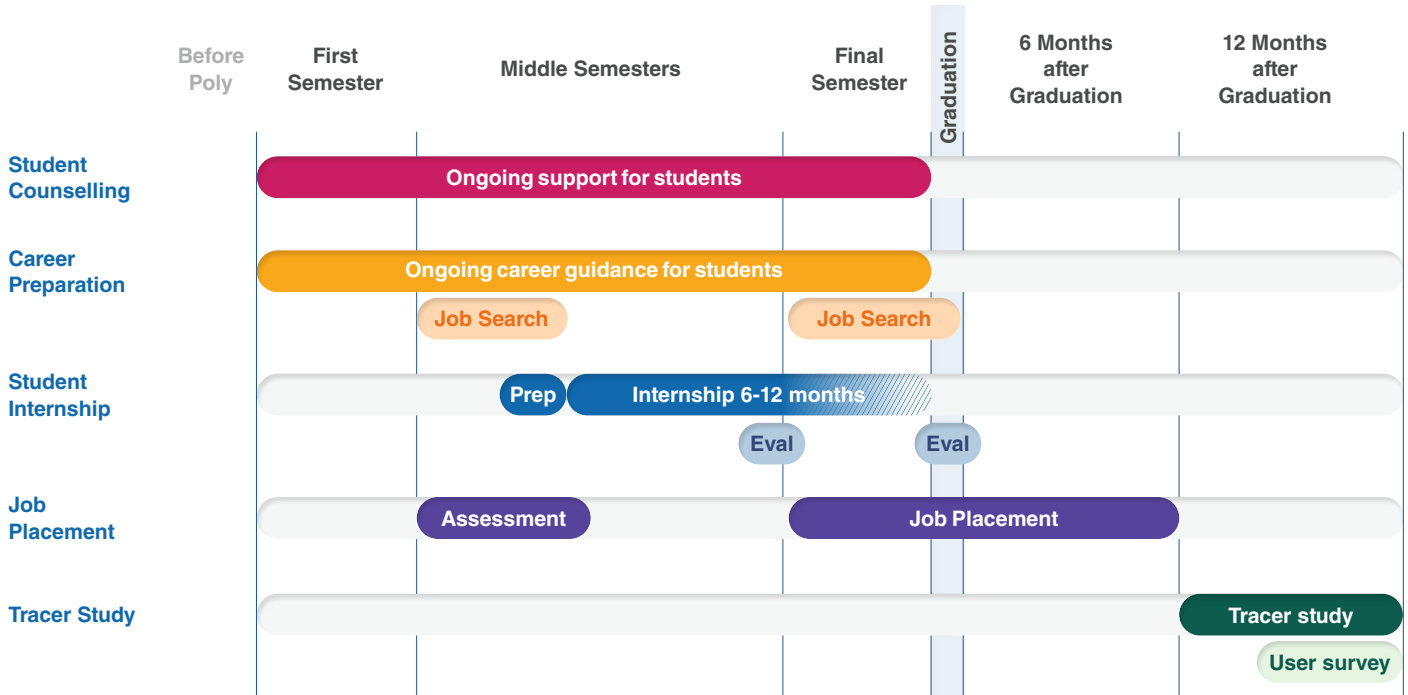 Before
Poly
First
Semester
Middle Semesters
Final
Semester
Graduation
6 Months
after
Graduation
12 Months
after
Graduation
Student
Counselling
Ongoing support for students
Career
Preparation
Ongoing career guidance for students
Job Search
Job Search
Student
Internship
Prep
Internship 6-12 months
Eval
Eval
Job
Placement
Assessment
Job Placement
Tracer Study
Tracer study
User survey